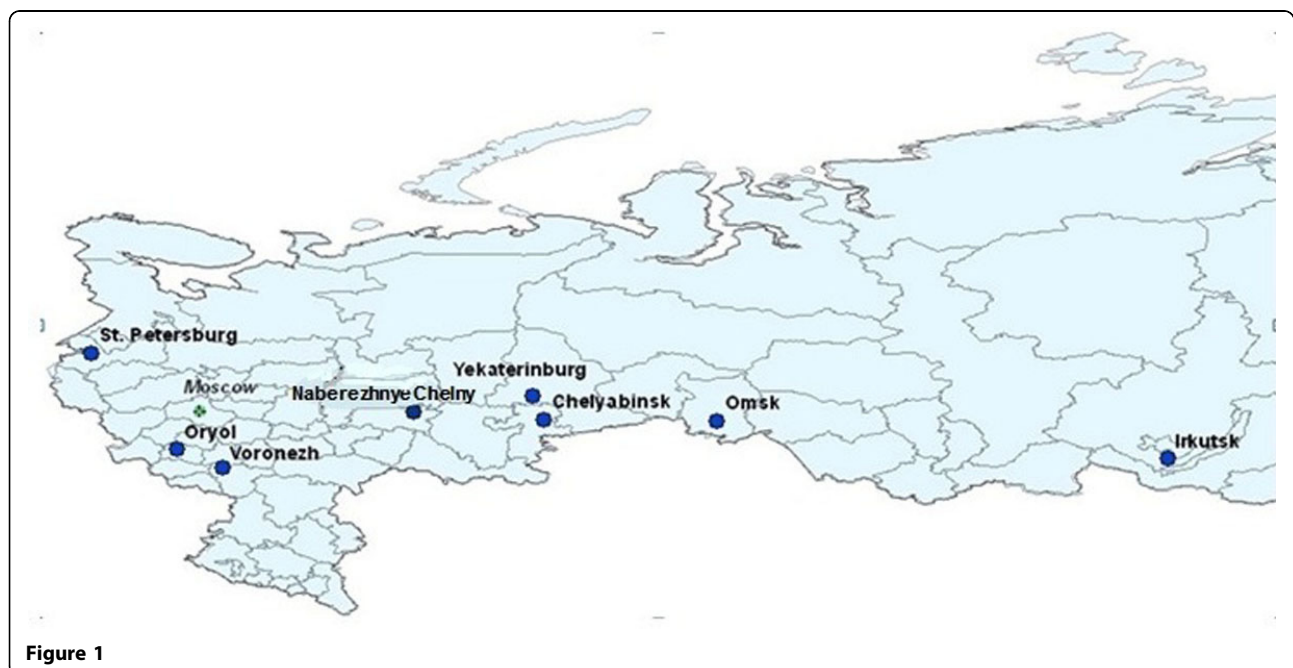 St. Petersburg
Moscow
Yekaterinburg
Naberezhnye Chelny
Chelyabinsk
Omsk
Oryol
Voronezh
Irkutsk
Figure 1